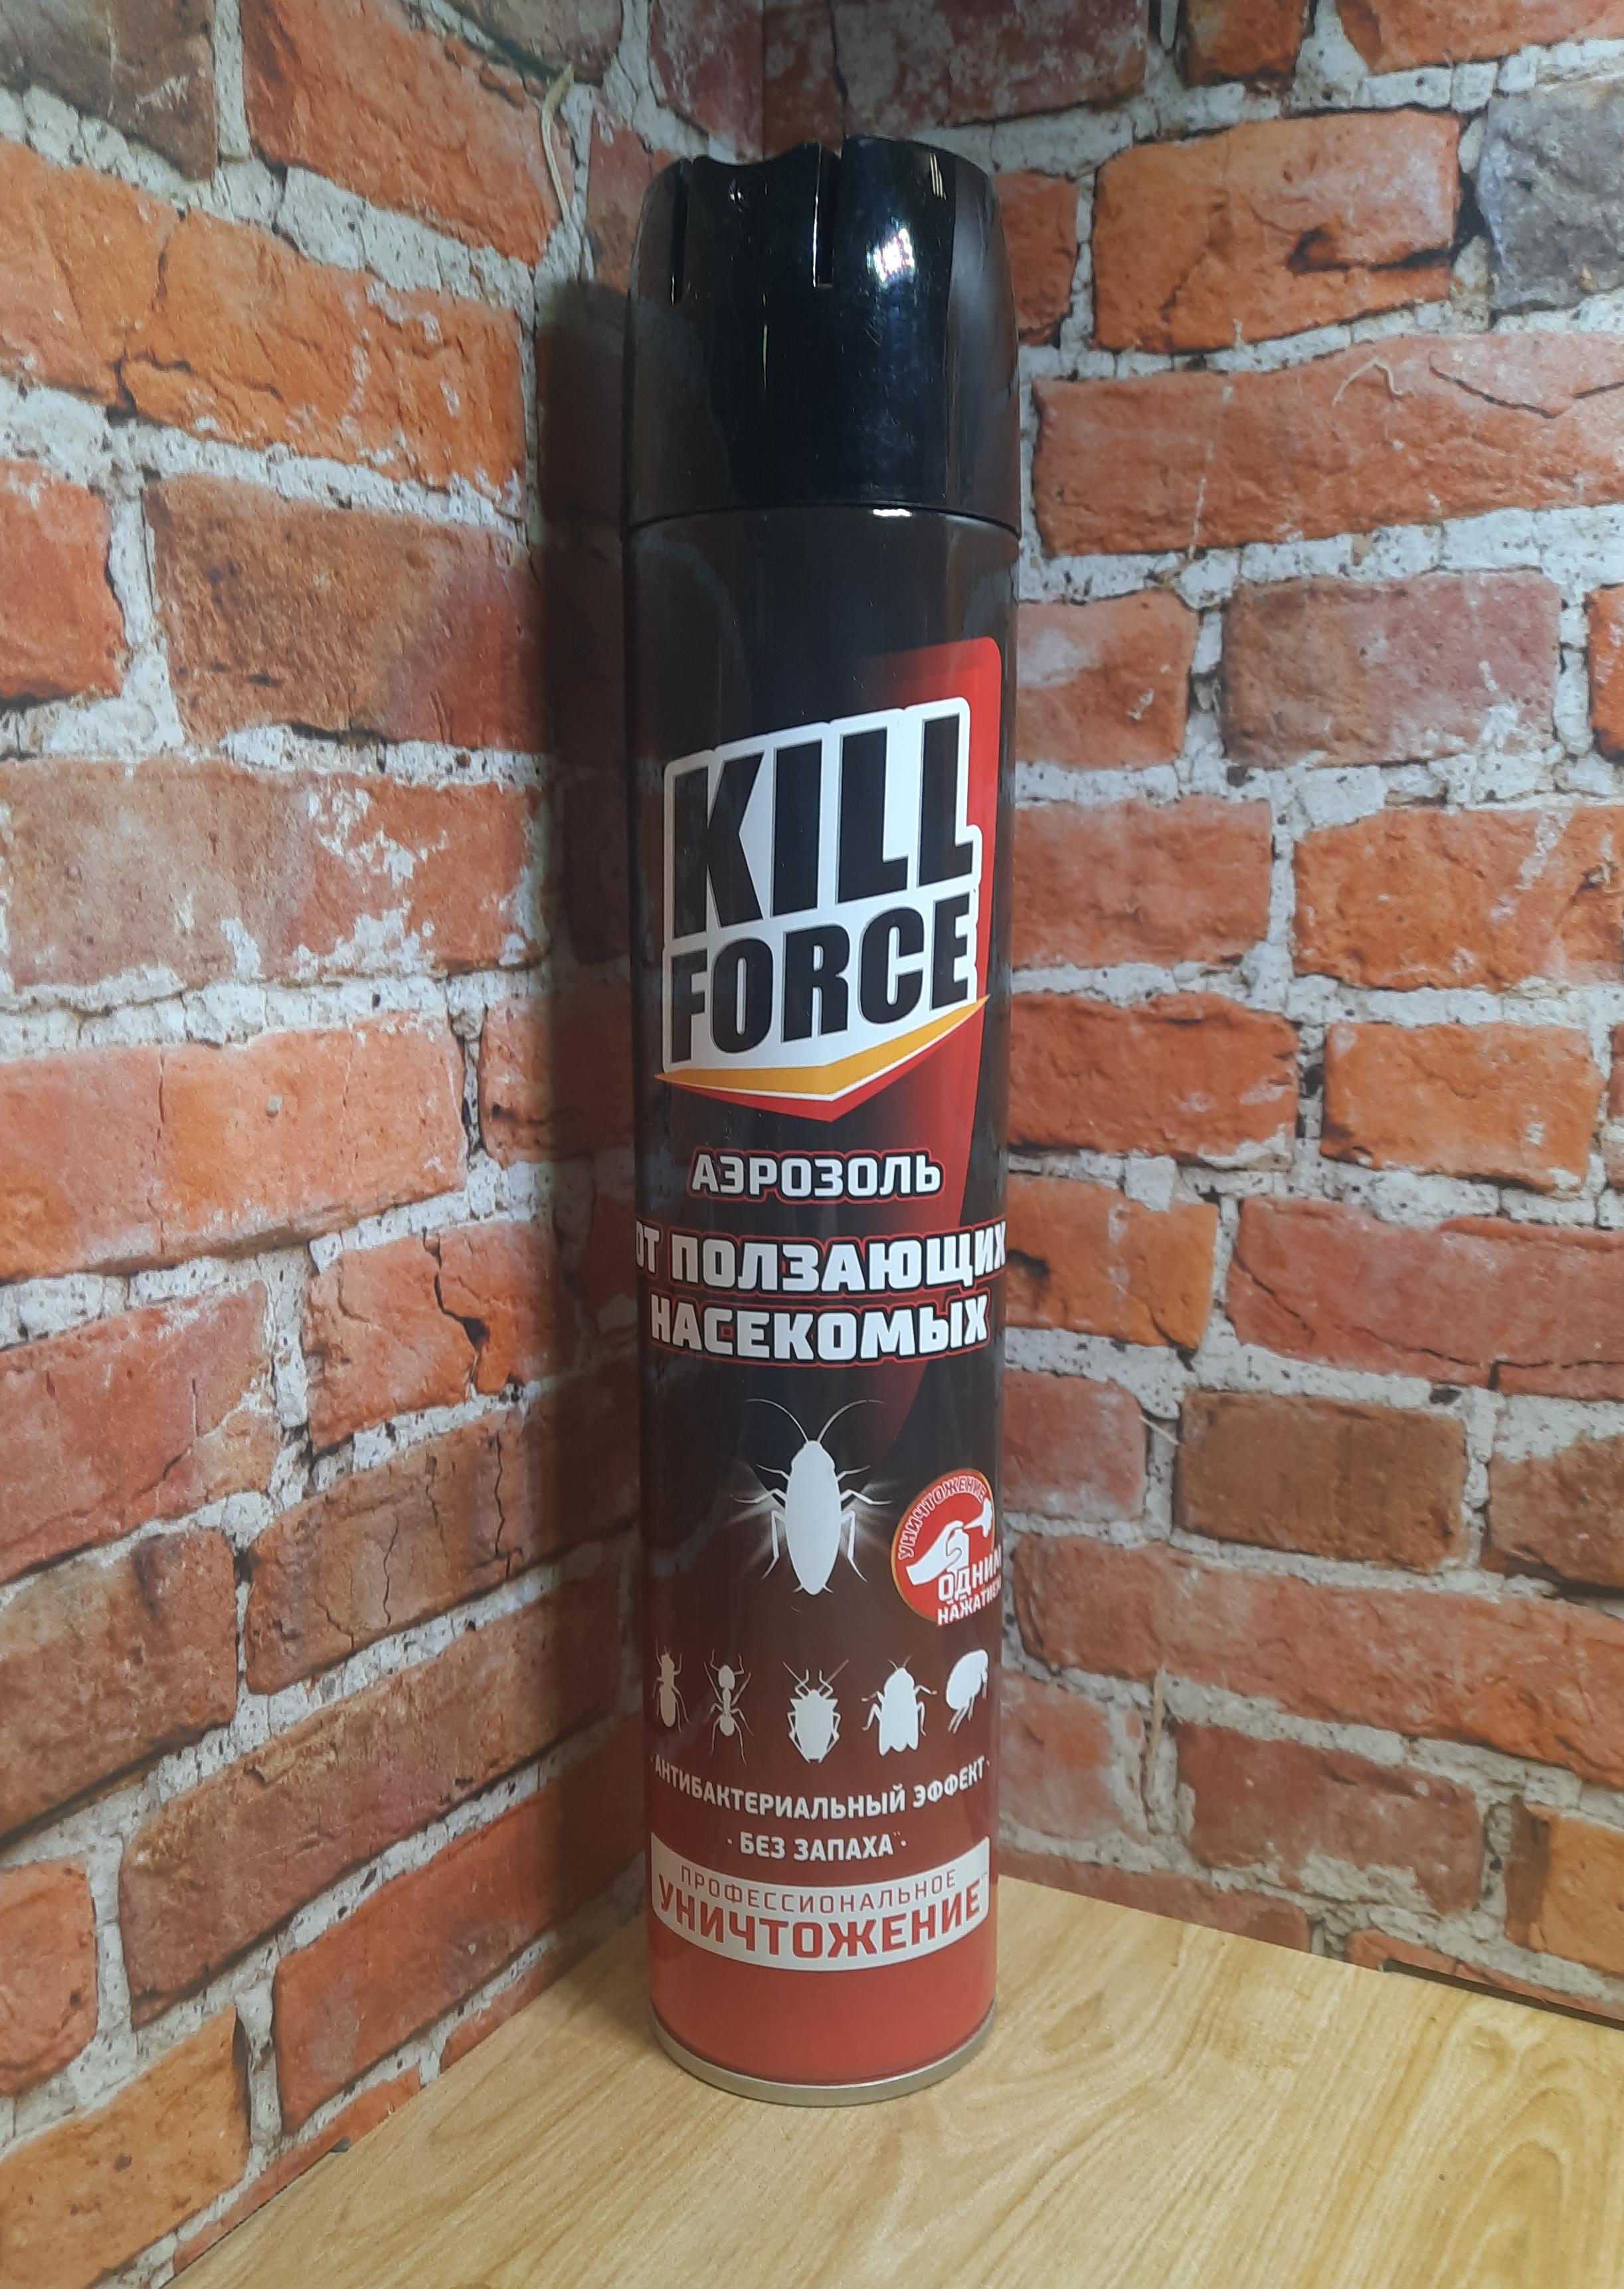 KILL
FORCE
АЭРОЗОЛЬ
ОТ ПОЛЗАЮЩИХ
НАСЕКОМЫХ
УНИЧТОЖЕНИЕ
ОДНИМ
НАЖАТИЕМ
· АНТИБАКТЕРИАЛЬНЫЙ ЭФФЕКТ ·
· БЕЗ ЗАПАХА** ·
ПРОФЕССИОНАЛЬНОЕ
УНИЧТОЖЕНИЕ***